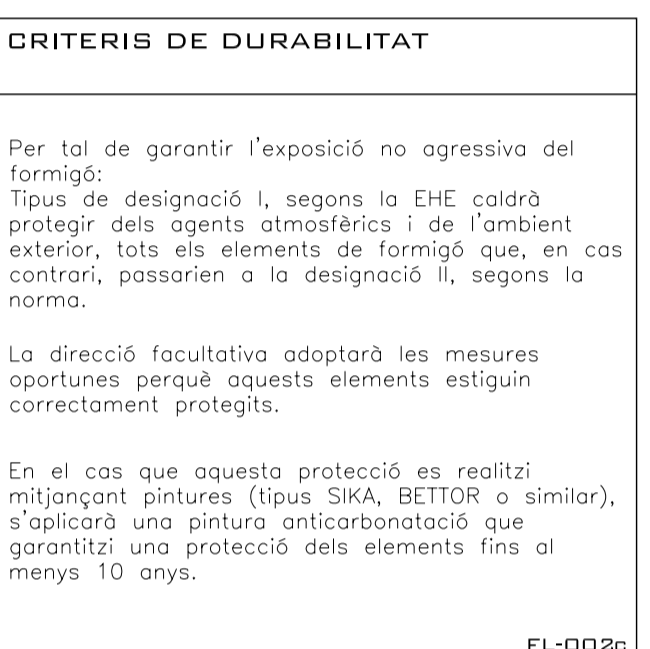 CRITERIS DE DURABILITAT
Per tal de garantir l'exposició no agressiva del
formigó:
Tipus de designació I, segons la EHE caldrà
protegir dels agents atmosfèrics i de l'ambient
exterior, tots els elements de formigó que, en cas
contrari, passarien a la designació II, segons la
norma.
La direcció facultativa adoptarà les mesures
oportunes perquè aquests elements estiguin
correctament protegits.
En el cas que aquesta protecció es realitzi
mitjançant pintures (tipus SIKA, BETTOR o similar),
s'aplicarà una pintura anticarbonatació que
garantitzi una protecció dels elements fins al
menys 10 anys.
FL-002c